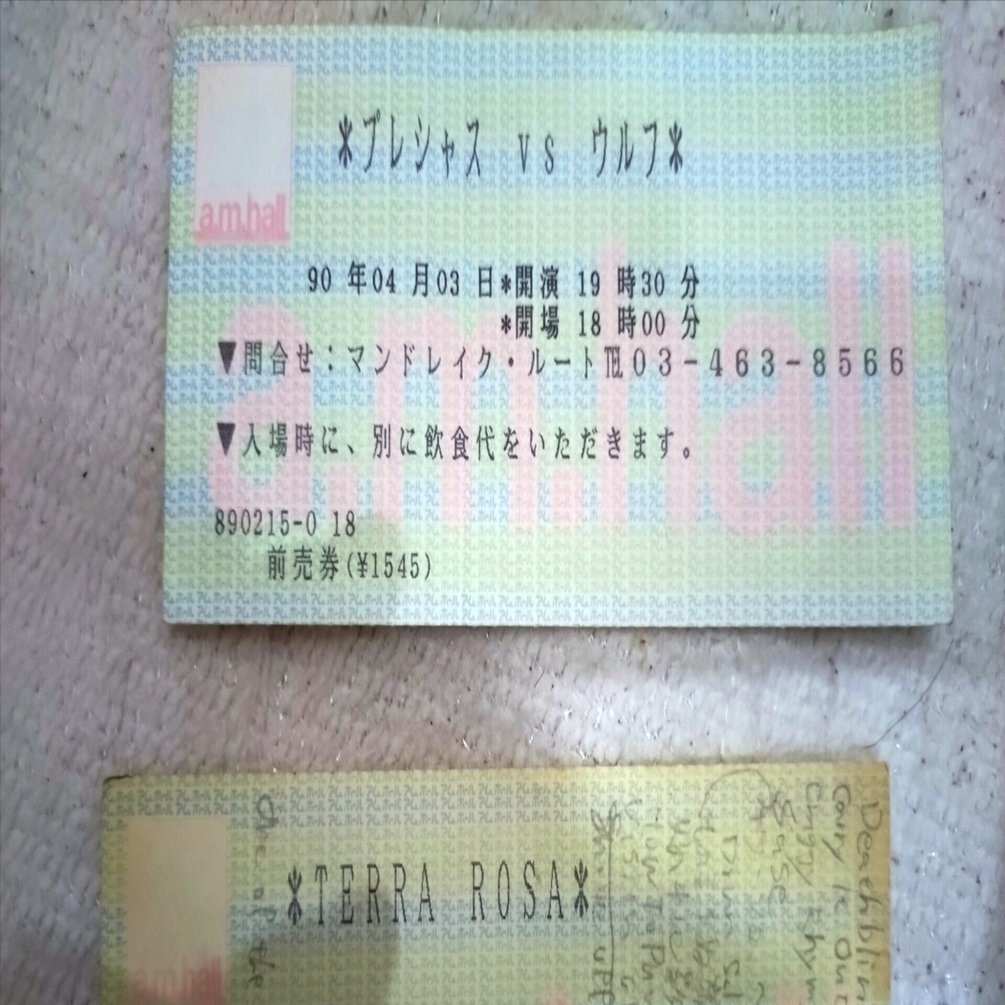 a.m.hall
*プレシャス vs ウルフ*
90 年04 月03 日*開演 19 時30 分
*開場 18 時00 分
▼問合せ：マンドレイク・ルート℡03-463-8566
▼入場時に、別に飲食代をいただきます。
890215-0 18
前売券(¥1545)
*TERRA ROSA*